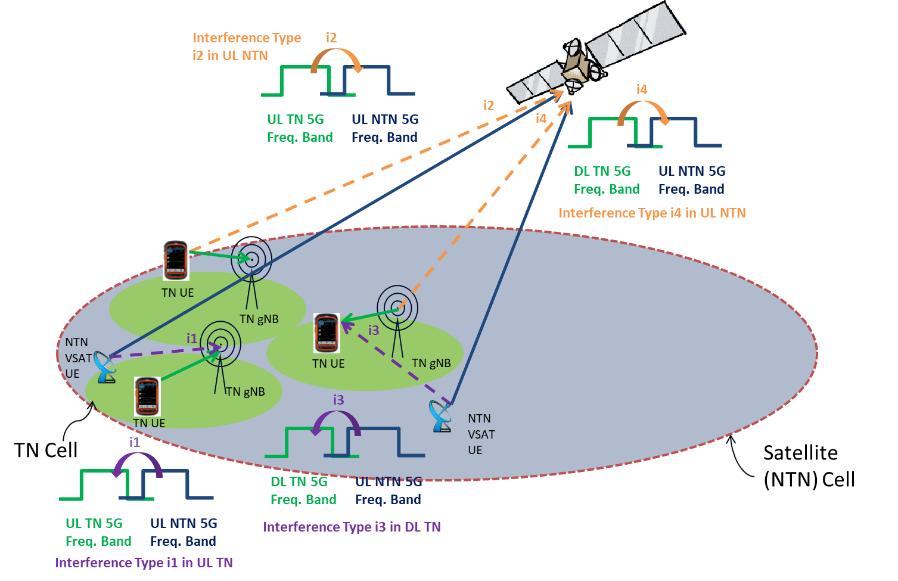 Interference Type
i2 in UL NTN
i2
UL TN 5G
Freq. Band
UL NTN 5G
Freq. Band
i2
i4
i4
DL TN 5G
Freq. Band
UL NTN 5G
Freq. Band
Interference Type i4 in UL NTN
TN UE
TN gNB
NTN
VSAT
UE
i1
TN gNB
TN UE
i3
TN UE
TN gNB
NTN
VSAT
UE
TN Cell
Satellite
(NTN) Cell
i1
UL TN 5G
Freq. Band
UL NTN 5G
Freq. Band
Interference Type i1 in UL TN
i3
DL TN 5G
Freq. Band
UL NTN 5G
Freq. Band
Interference Type i3 in DL TN